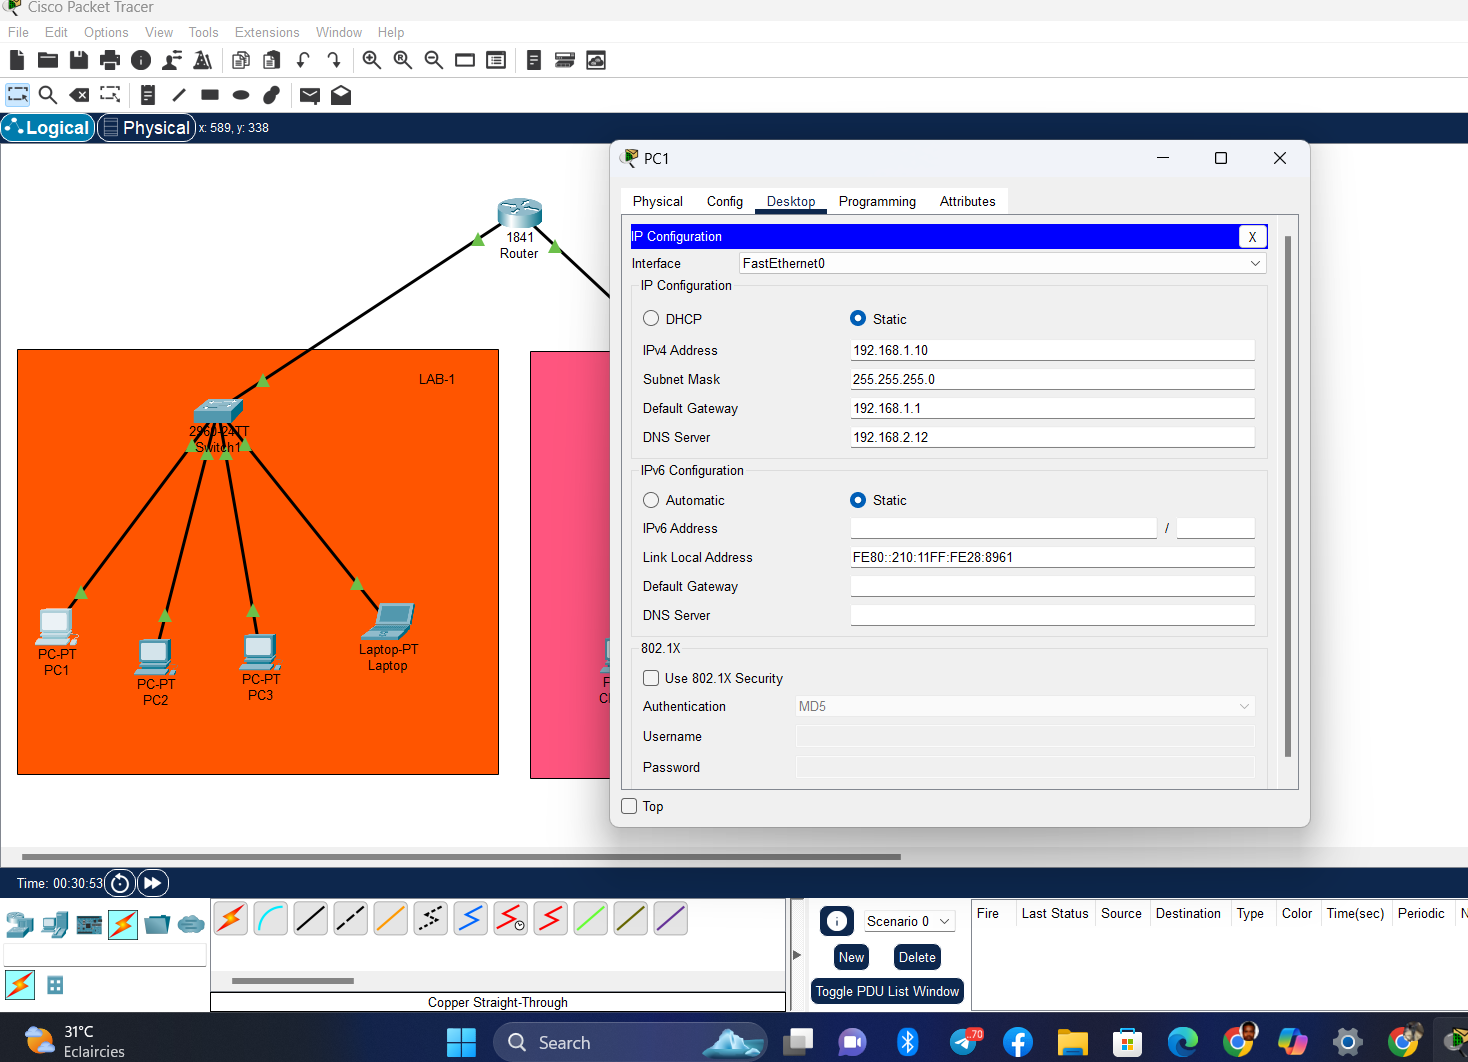 Cisco Packet Tracer
File Edit Options View Tools Extensions Window Help
Logical Physical x: 589, y: 338
PC1
Physical Config Desktop Programming Attributes
IP Configuration X
Interface FastEthernet0
IP Configuration
DHCP Static
IPv4 Address 192.168.1.10
Subnet Mask 255.255.255.0
Default Gateway 192.168.1.1
DNS Server 192.168.2.12
IPv6 Configuration
Automatic Static
IPv6 Address /
Link Local Address FE80::210:11FF:FE28:8961
Default Gateway
DNS Server
802.1X
Use 802.1X Security
Authentication MD5
Username
Password
Top
1841
Router
LAB-1
2960-24TT
Switch1
PC-PT
PC1
PC-PT
PC2
PC-PT
PC3
Laptop-PT
Laptop
P
C
Time: 00:30:53
Scenario 0
New Delete
Toggle PDU List Window
Fire Last Status Source Destination Type Color Time(sec) Periodic N
Copper Straight-Through
31°C
Eclaircies
Search
70